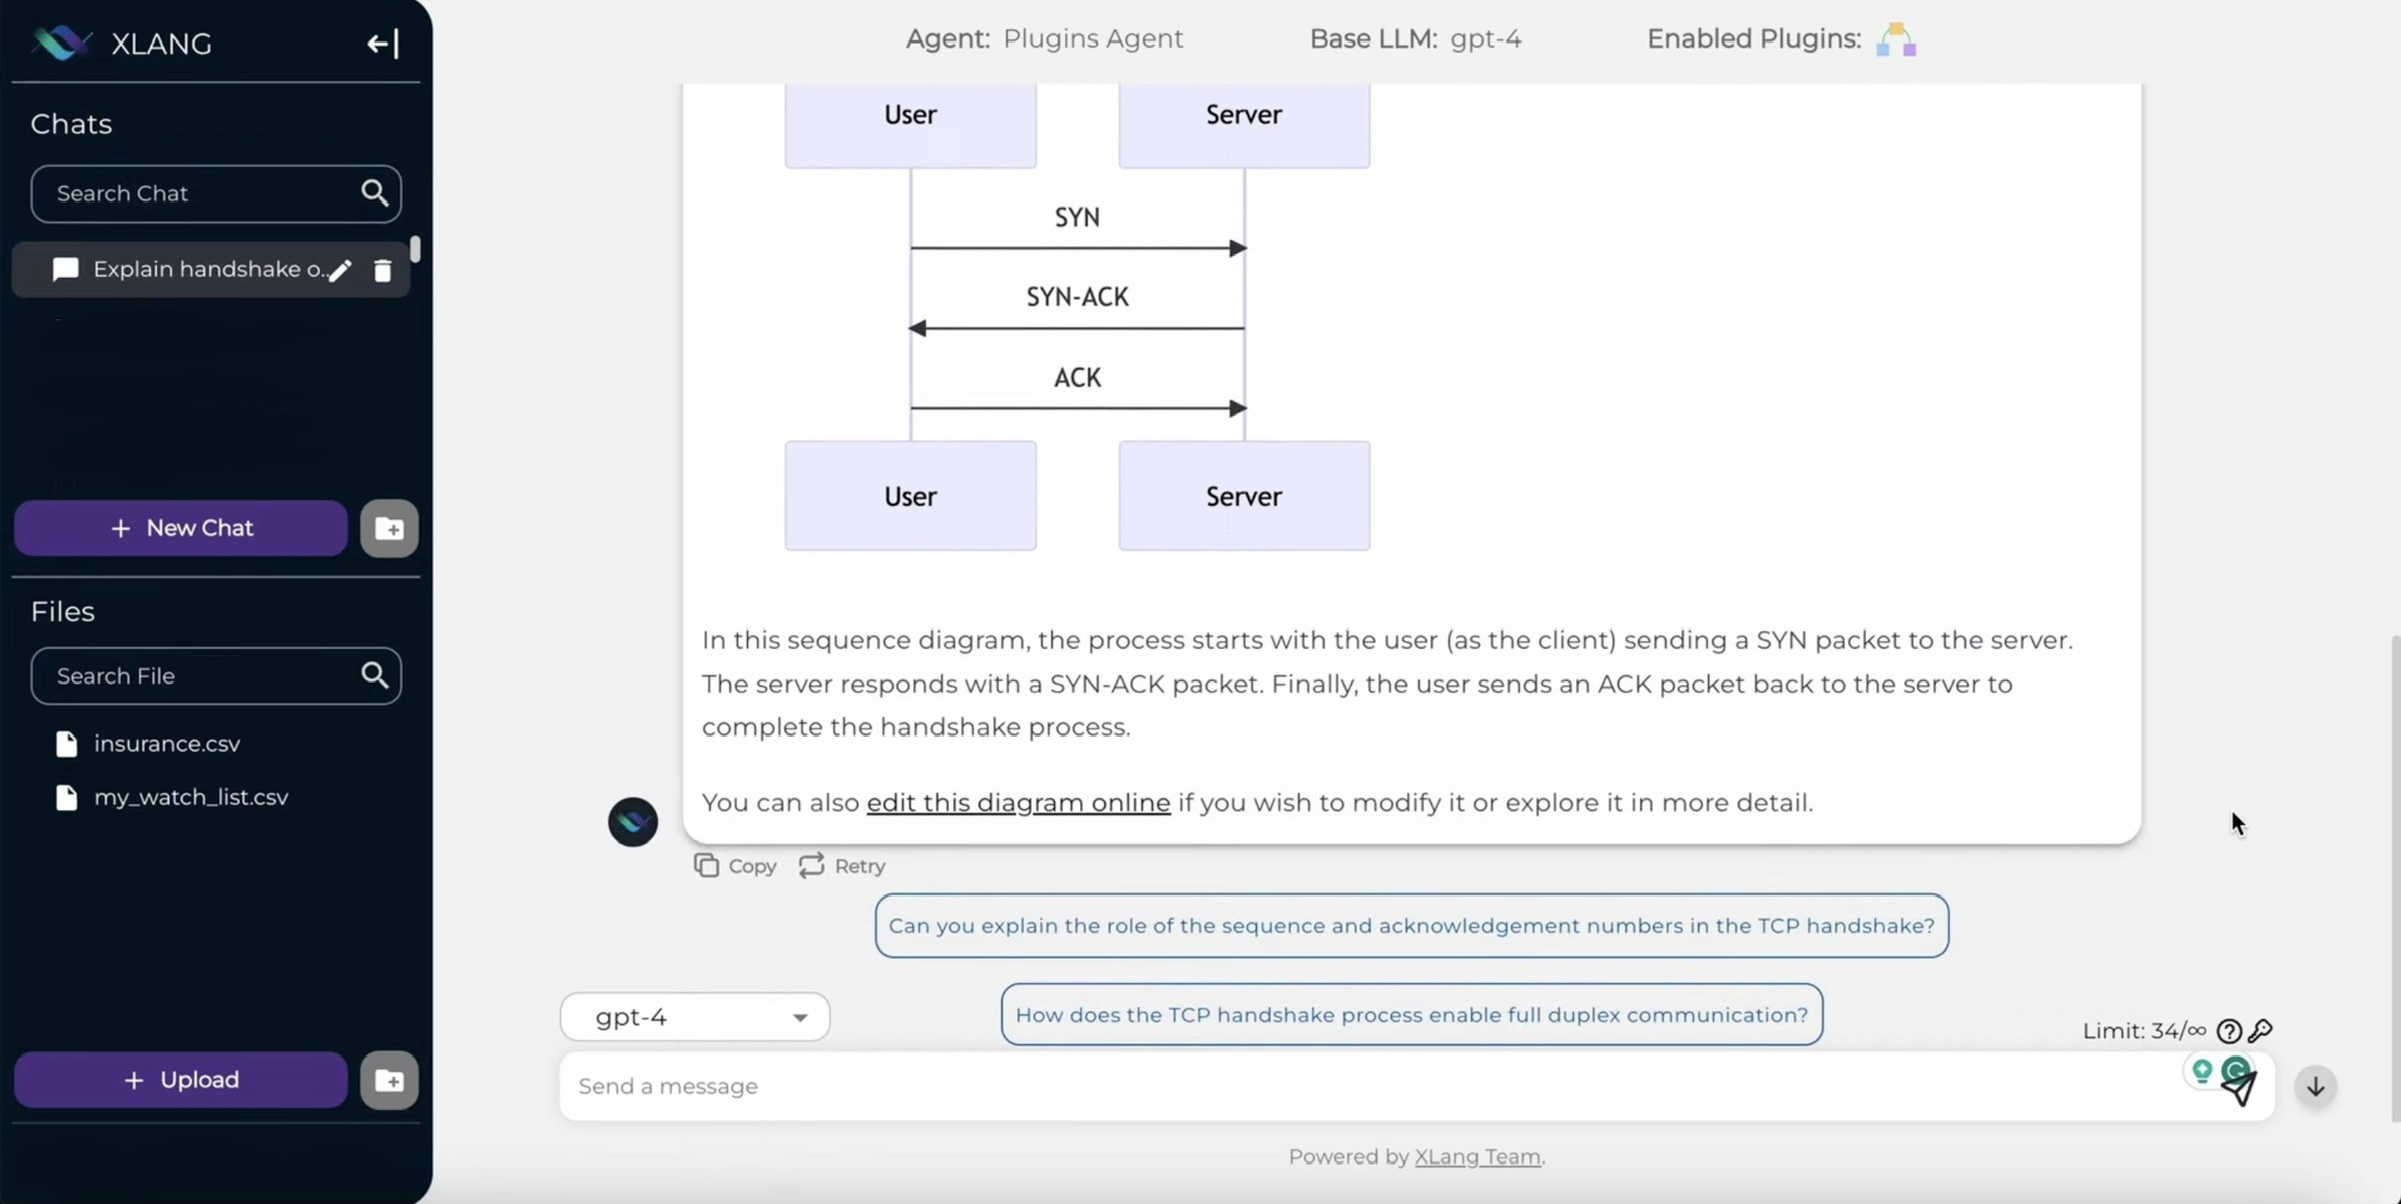 XLANG
Chats
Search Chat
Explain handshake o..
+ New Chat
Files
Search File
insurance.csv
my_watch_list.csv
+ Upload
Agent: Plugins Agent
Base LLM: gpt-4
Enabled Plugins:
User
Server
SYN
SYN-ACK
ACK
User
Server
In this sequence diagram, the process starts with the user (as the client) sending a SYN packet to the server.
The server responds with a SYN-ACK packet. Finally, the user sends an ACK packet back to the server to
complete the handshake process.
You can also edit this diagram online if you wish to modify it or explore it in more detail.
Copy
Retry
Can you explain the role of the sequence and acknowledgement numbers in the TCP handshake?
gpt-4
How does the TCP handshake process enable full duplex communication?
Limit: 34/∞
Send a message
Powered by XLang Team.